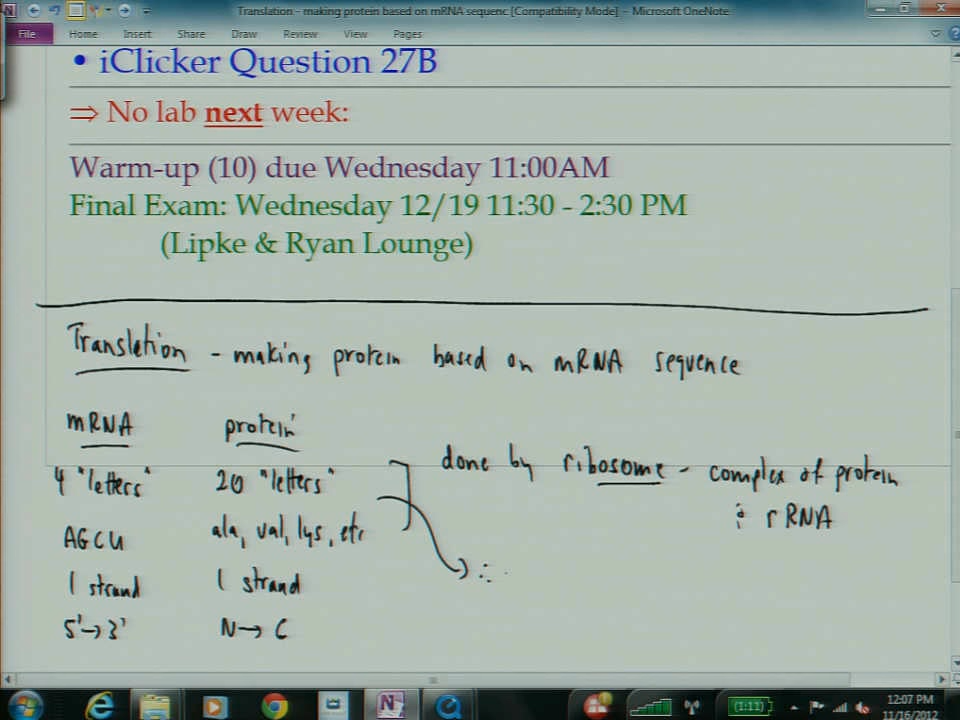 Translation - making protein based on mRNA sequenc [Compatibility Mode] - Microsoft OneNote
File Home Insert Share Draw Review View Pages
• iClicker Question 27B
⇒ No lab next week:
Warm-up (10) due Wednesday 11:00AM
Final Exam: Wednesday 12/19 11:30 - 2:30 PM
(Lipke & Ryan Lounge)
Translation - making protein based on mRNA sequence
mRNA protein
4 "letters" 20 "letters" done by ribosome - complex of protein
& rRNA
AGCU ala, val, lys, etc
1 strand 1 strand
5'→3' N→C
(1:11)
12:07 PM
11/16/2012